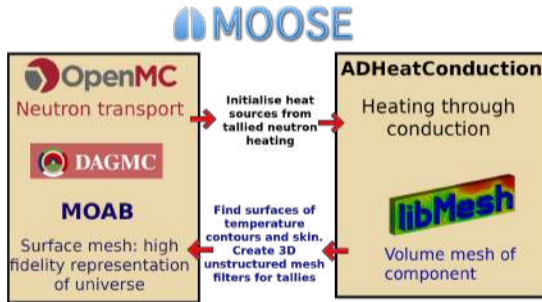 MOOSE
OpenMC
Neutron transport
DAGMC
MOAB
Surface mesh: high
fidelity representation
of universe
Initialise heat
sources from
tallied neutron
heating
Find surfaces of
temperature
contours and skin.
Create 3D
unstructured mesh
filters for tallies
ADHeatConduction
Heating through
conduction
libMesh
Volume mesh of
component